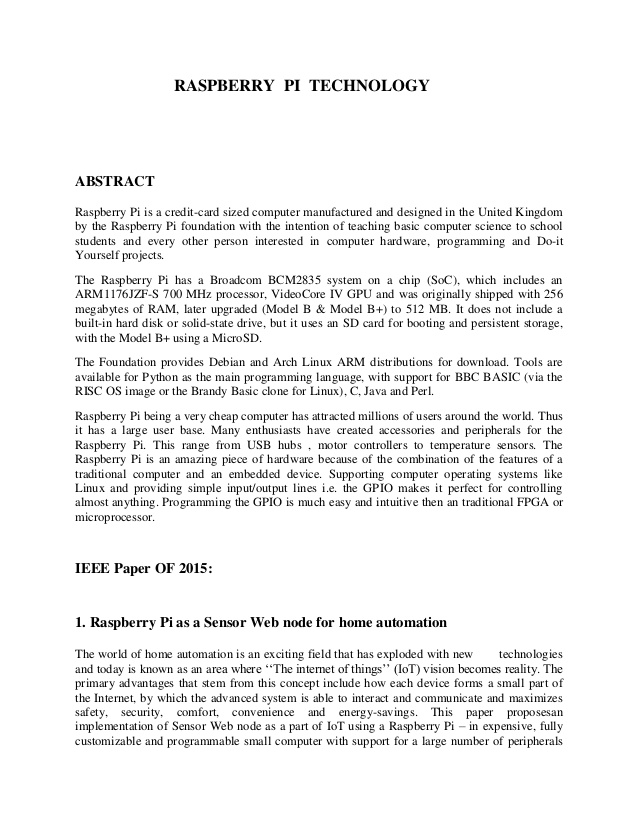 RASPBERRY PI TECHNOLOGY
ABSTRACT
Raspberry Pi is a credit-card sized computer manufactured and designed in the United Kingdom
by the Raspberry Pi foundation with the intention of teaching basic computer science to school
students and every other person interested in computer hardware, programming and Do-it
Yourself projects.
The Raspberry Pi has a Broadcom BCM2835 system on a chip (SoC), which includes an
ARM1176JZF-S 700 MHz processor, VideoCore IV GPU and was originally shipped with 256
megabytes of RAM, later upgraded (Model B & Model B+) to 512 MB. It does not include a
built-in hard disk or solid-state drive, but it uses an SD card for booting and persistent storage,
with the Model B+ using a MicroSD.
The Foundation provides Debian and Arch Linux ARM distributions for download. Tools are
available for Python as the main programming language, with support for BBC BASIC (via the
RISC OS image or the Brandy Basic clone for Linux), C, Java and Perl.
Raspberry Pi being a very cheap computer has attracted millions of users around the world. Thus
it has a large user base. Many enthusiasts have created accessories and peripherals for the
Raspberry Pi. This range from USB hubs , motor controllers to temperature sensors. The
Raspberry Pi is an amazing piece of hardware because of the combination of the features of a
traditional computer and an embedded device. Supporting computer operating systems like
Linux and providing simple input/output lines i.e. the GPIO makes it perfect for controlling
almost anything. Programming the GPIO is much easy and intuitive then an traditional FPGA or
microprocessor.
IEEE Paper OF 2015:
1. Raspberry Pi as a Sensor Web node for home automation
The world of home automation is an exciting field that has exploded with new technologies
and today is known as an area where ‘‘The internet of things’’ (IoT) vision becomes reality. The
primary advantages that stem from this concept include how each device forms a small part of
the Internet, by which the advanced system is able to interact and communicate and maximizes
safety, security, comfort, convenience and energy-savings. This paper proposesan
implementation of Sensor Web node as a part of IoT using a Raspberry Pi – in expensive, fully
customizable and programmable small computer with support for a large number of peripherals